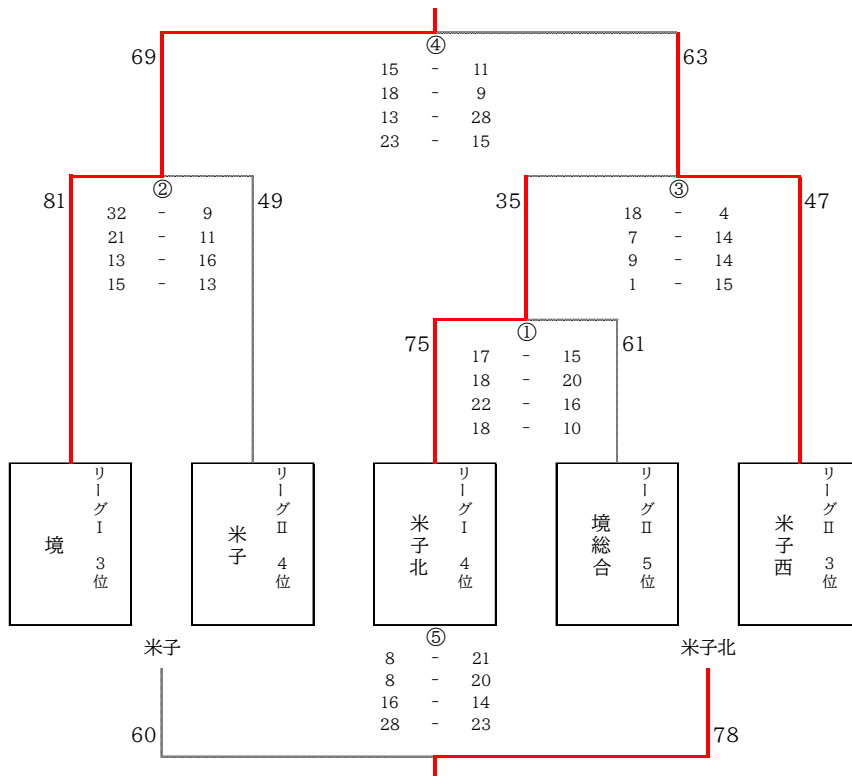 69
④
63
15 - 11
18 - 9
13 - 28
23 - 15
81
②
49
32 - 9
21 - 11
13 - 16
15 - 13
35
③
47
18 - 4
7 - 14
9 - 14
1 - 15
75
①
61
17 - 15
18 - 20
22 - 16
18 - 10
リーグⅠ 3位
境
リーグⅡ 4位
米子
リーグⅠ 4位
米子北
リーグⅡ 5位
境総合
リーグⅡ 3位
米子西
米子
⑤
米子北
8 - 21
8 - 20
16 - 14
28 - 23
60
78